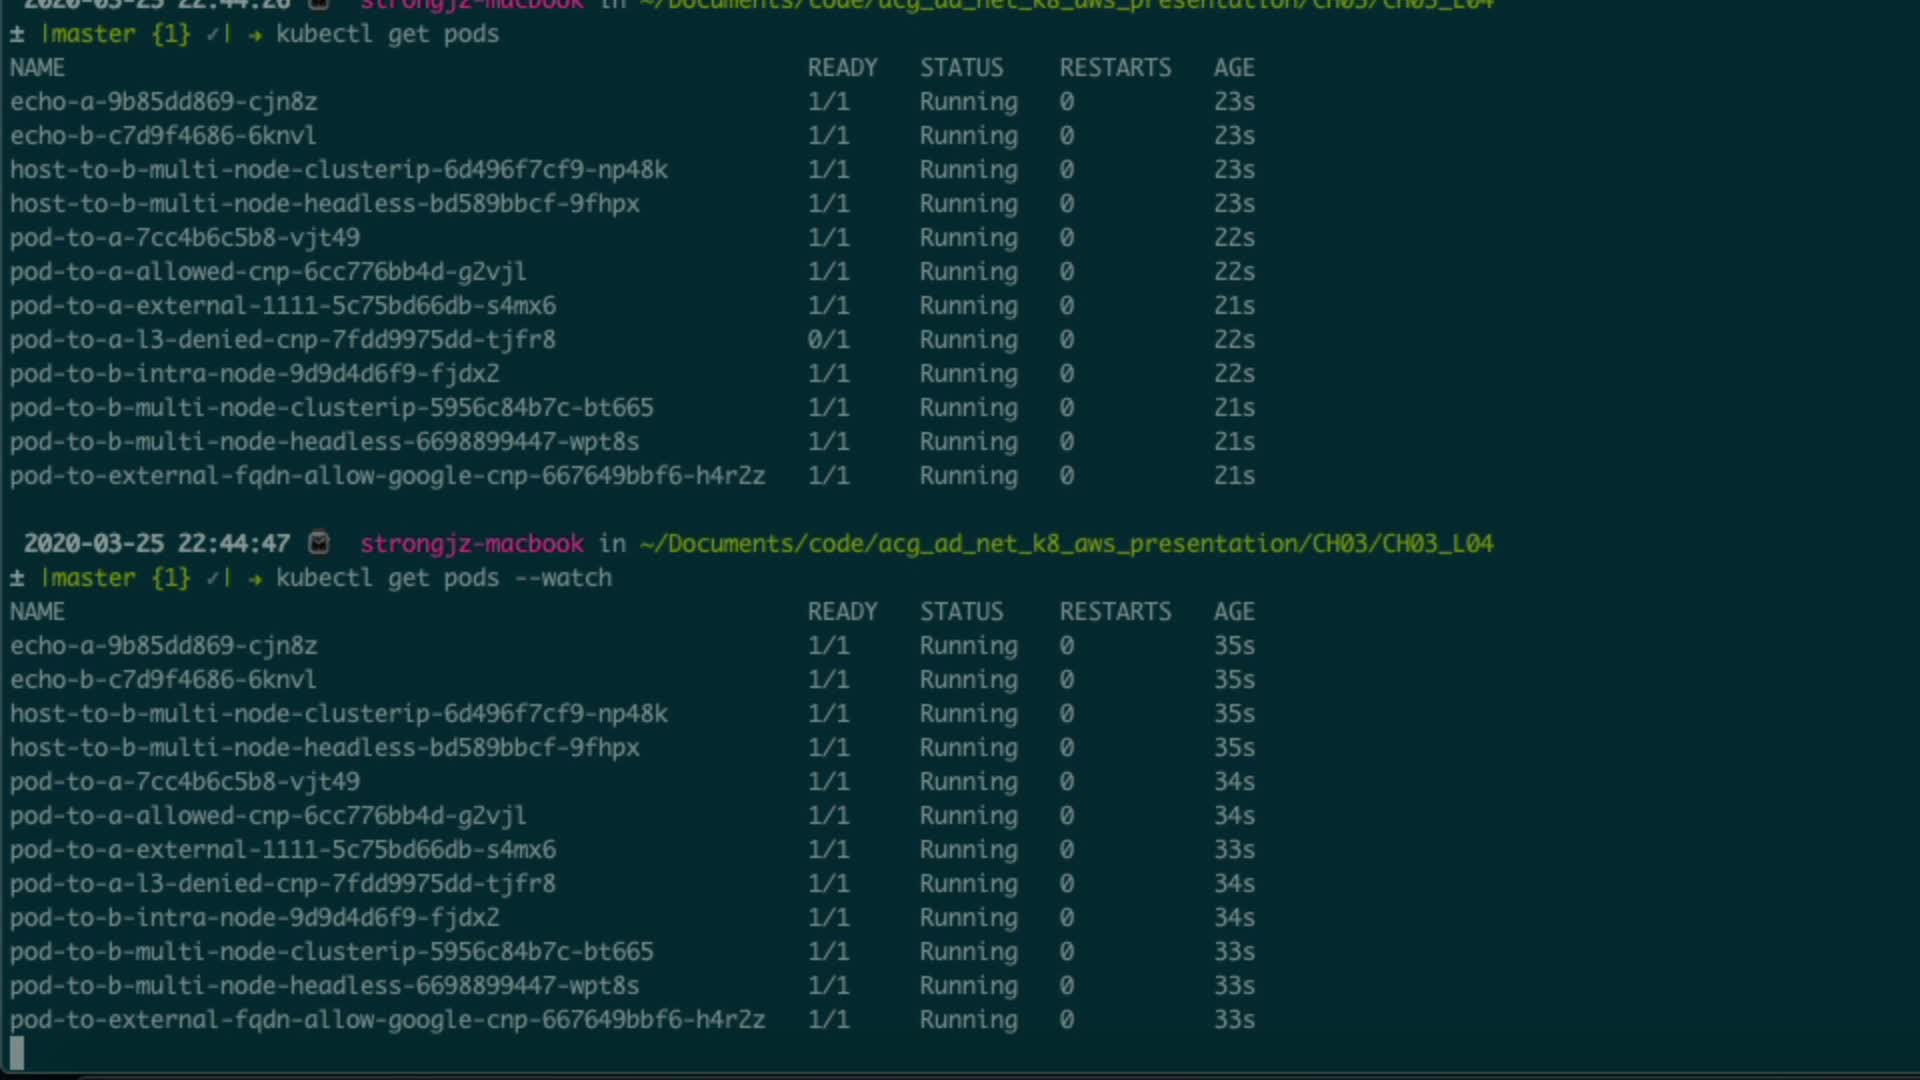 2020-03-25 22:44:26 strongjz-macbook in ~/Documents/code/acg_ad_net_k8_aws_presentation/CH03/CH03_L04
± |master {1} ✓| → kubectl get pods
NAME READY STATUS RESTARTS AGE
echo-a-9b85dd869-cjn8z 1/1 Running 0 23s
echo-b-c7d9f4686-6knvl 1/1 Running 0 23s
host-to-b-multi-node-clusterip-6d496f7cf9-np48k 1/1 Running 0 23s
host-to-b-multi-node-headless-bd589bbcf-9fhpx 1/1 Running 0 23s
pod-to-a-7cc4b6c5b8-vjt49 1/1 Running 0 22s
pod-to-a-allowed-cnp-6cc776bb4d-g2vjl 1/1 Running 0 22s
pod-to-a-external-1111-5c75bd66db-s4mx6 1/1 Running 0 21s
pod-to-a-l3-denied-cnp-7fdd9975dd-tjfr8 0/1 Running 0 22s
pod-to-b-intra-node-9d9d4d6f9-fjdx2 1/1 Running 0 22s
pod-to-b-multi-node-clusterip-5956c84b7c-bt665 1/1 Running 0 21s
pod-to-b-multi-node-headless-6698899447-wpt8s 1/1 Running 0 21s
pod-to-external-fqdn-allow-google-cnp-667649bbf6-h4r2z 1/1 Running 0 21s
2020-03-25 22:44:47 strongjz-macbook in ~/Documents/code/acg_ad_net_k8_aws_presentation/CH03/CH03_L04
± |master {1} ✓| → kubectl get pods --watch
NAME READY STATUS RESTARTS AGE
echo-a-9b85dd869-cjn8z 1/1 Running 0 35s
echo-b-c7d9f4686-6knvl 1/1 Running 0 35s
host-to-b-multi-node-clusterip-6d496f7cf9-np48k 1/1 Running 0 35s
host-to-b-multi-node-headless-bd589bbcf-9fhpx 1/1 Running 0 35s
pod-to-a-7cc4b6c5b8-vjt49 1/1 Running 0 34s
pod-to-a-allowed-cnp-6cc776bb4d-g2vjl 1/1 Running 0 34s
pod-to-a-external-1111-5c75bd66db-s4mx6 1/1 Running 0 33s
pod-to-a-l3-denied-cnp-7fdd9975dd-tjfr8 1/1 Running 0 34s
pod-to-b-intra-node-9d9d4d6f9-fjdx2 1/1 Running 0 34s
pod-to-b-multi-node-clusterip-5956c84b7c-bt665 1/1 Running 0 33s
pod-to-b-multi-node-headless-6698899447-wpt8s 1/1 Running 0 33s
pod-to-external-fqdn-allow-google-cnp-667649bbf6-h4r2z 1/1 Running 0 33s